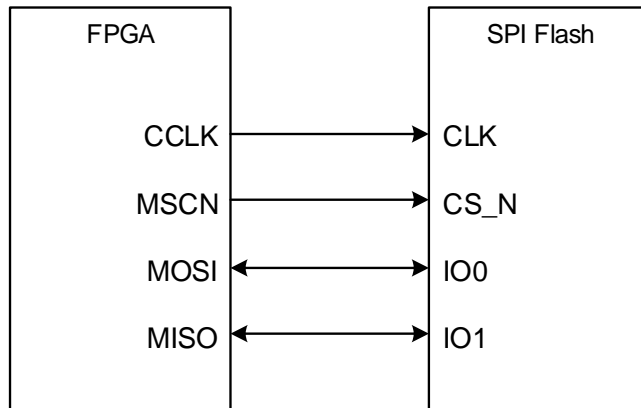 FPGA
SPI Flash
CCLK
CLK
MSCN
CS_N
MOSI
IO0
MISO
IO1